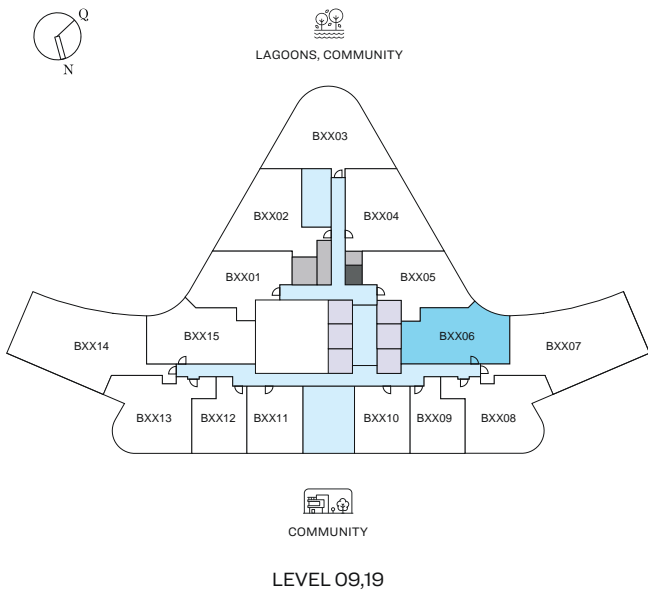 Q
N
LAGOONS, COMMUNITY
BXX03
BXX02
BXX04
BXX01
BXX05
BXX14
BXX15
BXX06
BXX07
BXX13
BXX12
BXX11
BXX10
BXX09
BXX08
COMMUNITY
LEVEL 09,19